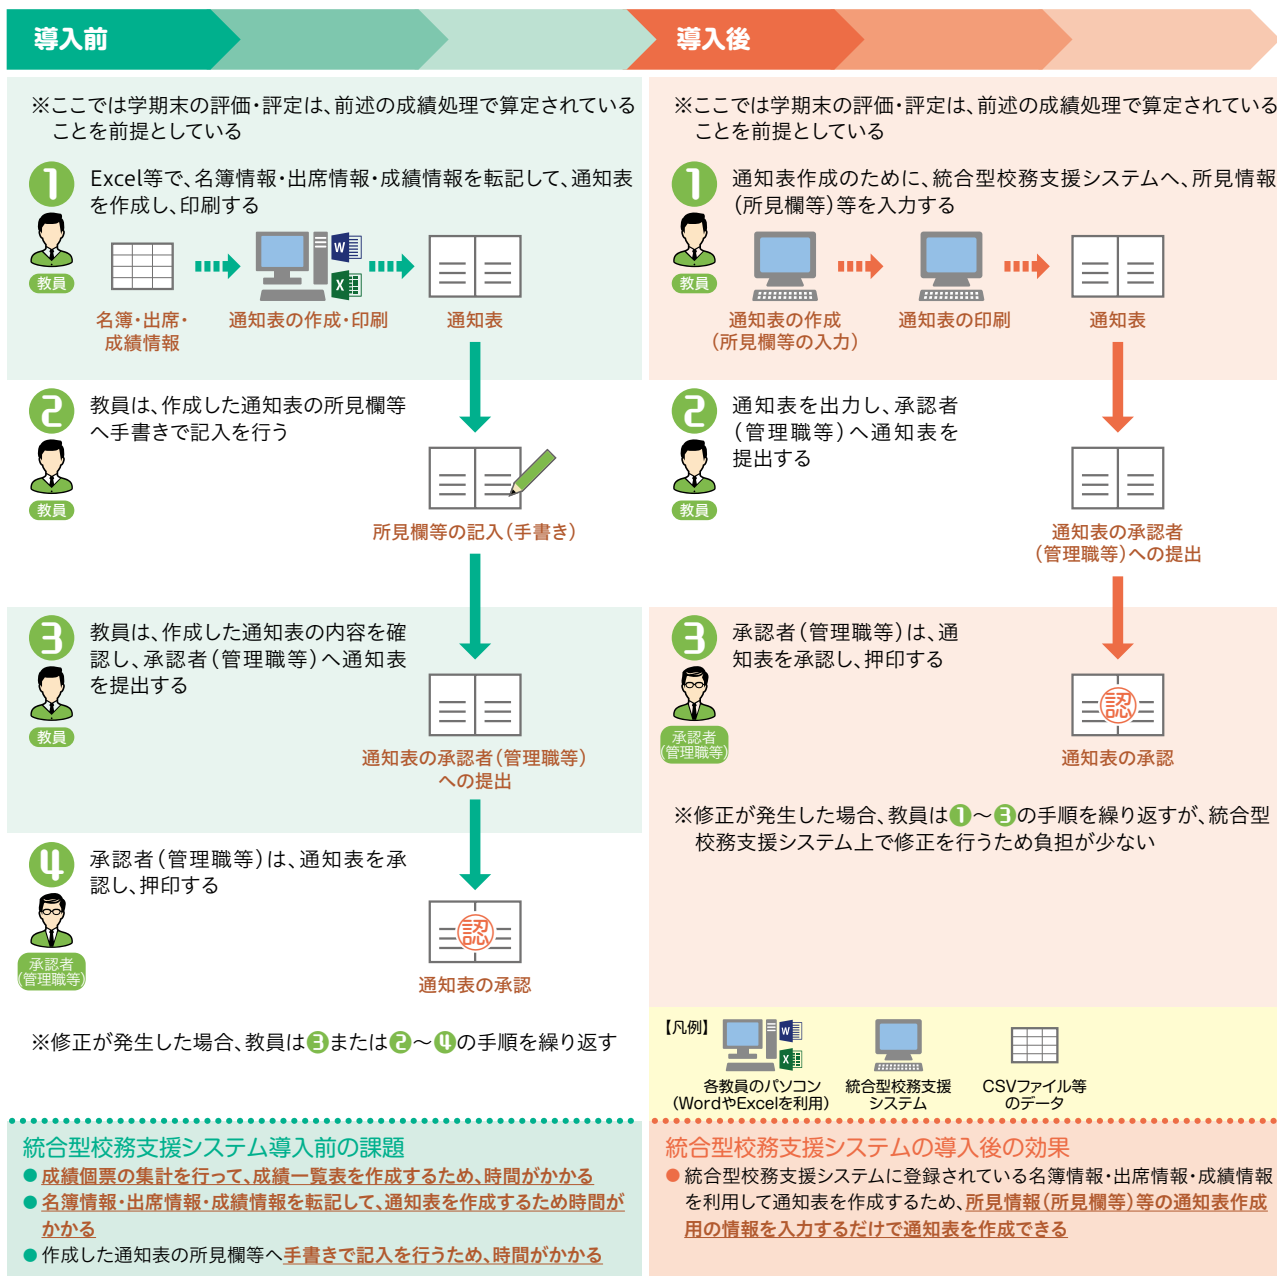 導入前
※ここでは学期末の評価・評定は、前述の成績処理で算定されている
ことを前提としている
1
Excel等で、名簿情報・出席情報・成績情報を転記して、通知表
を作成し、印刷する
教員
W
X
名簿・出席・
成績情報
通知表の作成・印刷
通知表
2
教員は、作成した通知表の所見欄等
へ手書きで記入を行う
教員
所見欄等の記入(手書き)
3
教員は、作成した通知表の内容を確
認し、承認者(管理職等)へ通知表
を提出する
教員
通知表の承認者(管理職等)
への提出
4
承認者(管理職等)は、通知表を承
認し、押印する
承認者
(管理職等)
認
通知表の承認
※修正が発生した場合、教員は3または2~4の手順を繰り返す
統合型校務支援システム導入前の課題
● 成績個票の集計を行って、成績一覧表を作成するため、時間がかかる
● 名簿情報・出席情報・成績情報を転記して、通知表を作成するため時間が
かかる
● 作成した通知表の所見欄等へ手書きで記入を行うため、時間がかかる
導入後
※ここでは学期末の評価・評定は、前述の成績処理で算定されている
ことを前提としている
1
通知表作成のために、統合型校務支援システムへ、所見情報
(所見欄等)等を入力する
教員
通知表の作成
(所見欄等の入力)
通知表の印刷
通知表
2
通知表を出力し、承認者
(管理職等)へ通知表を
提出する
教員
通知表の承認者
(管理職等)への提出
3
承認者(管理職等)は、通
知表を承認し、押印する
承認者
(管理職等)
認
通知表の承認
※修正が発生した場合、教員は1~3の手順を繰り返すが、統合型
校務支援システム上で修正を行うため負担が少ない
【凡例】
W
X
各教員のパソコン
(WordやExcelを利用)
統合型校務支援
システム
CSVファイル等
のデータ
統合型校務支援システムの導入後の効果
● 統合型校務支援システムに登録されている名簿情報・出席情報・成績情報
を利用して通知表を作成するため、所見情報(所見欄等)等の通知表作成
用の情報を入力するだけで通知表を作成できる